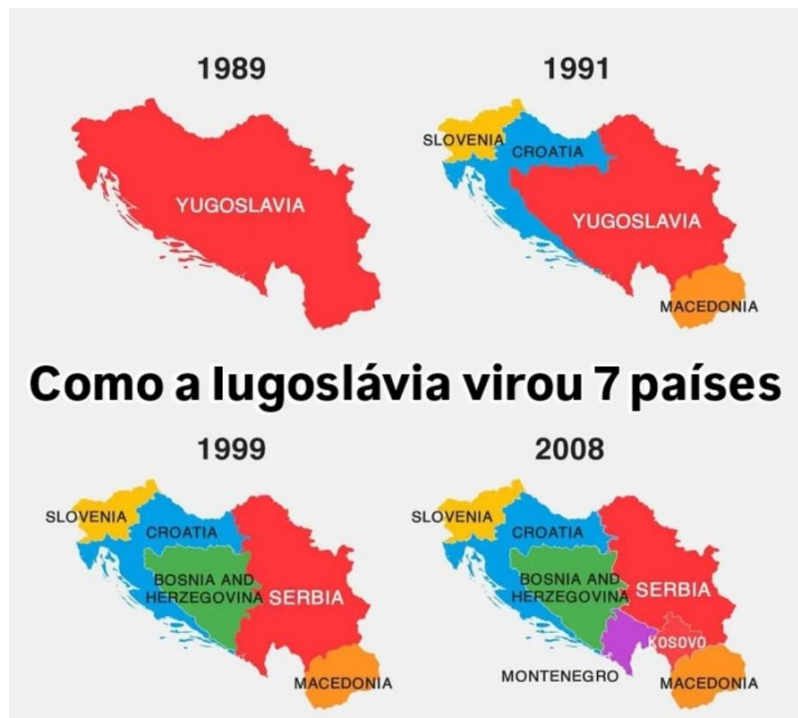 1989
1991
YUGOSLAVIA
SLOVENIA
CROATIA
YUGOSLAVIA
MACEDONIA
Como a Iugoslávia virou 7 países
1999
2008
SLOVENIA
CROATIA
BOSNIA AND
HERZEGOVINA
SERBIA
MACEDONIA
SLOVENIA
CROATIA
BOSNIA AND
HERZEGOVINA
SERBIA
KOSOVO
MONTENEGRO
MACEDONIA